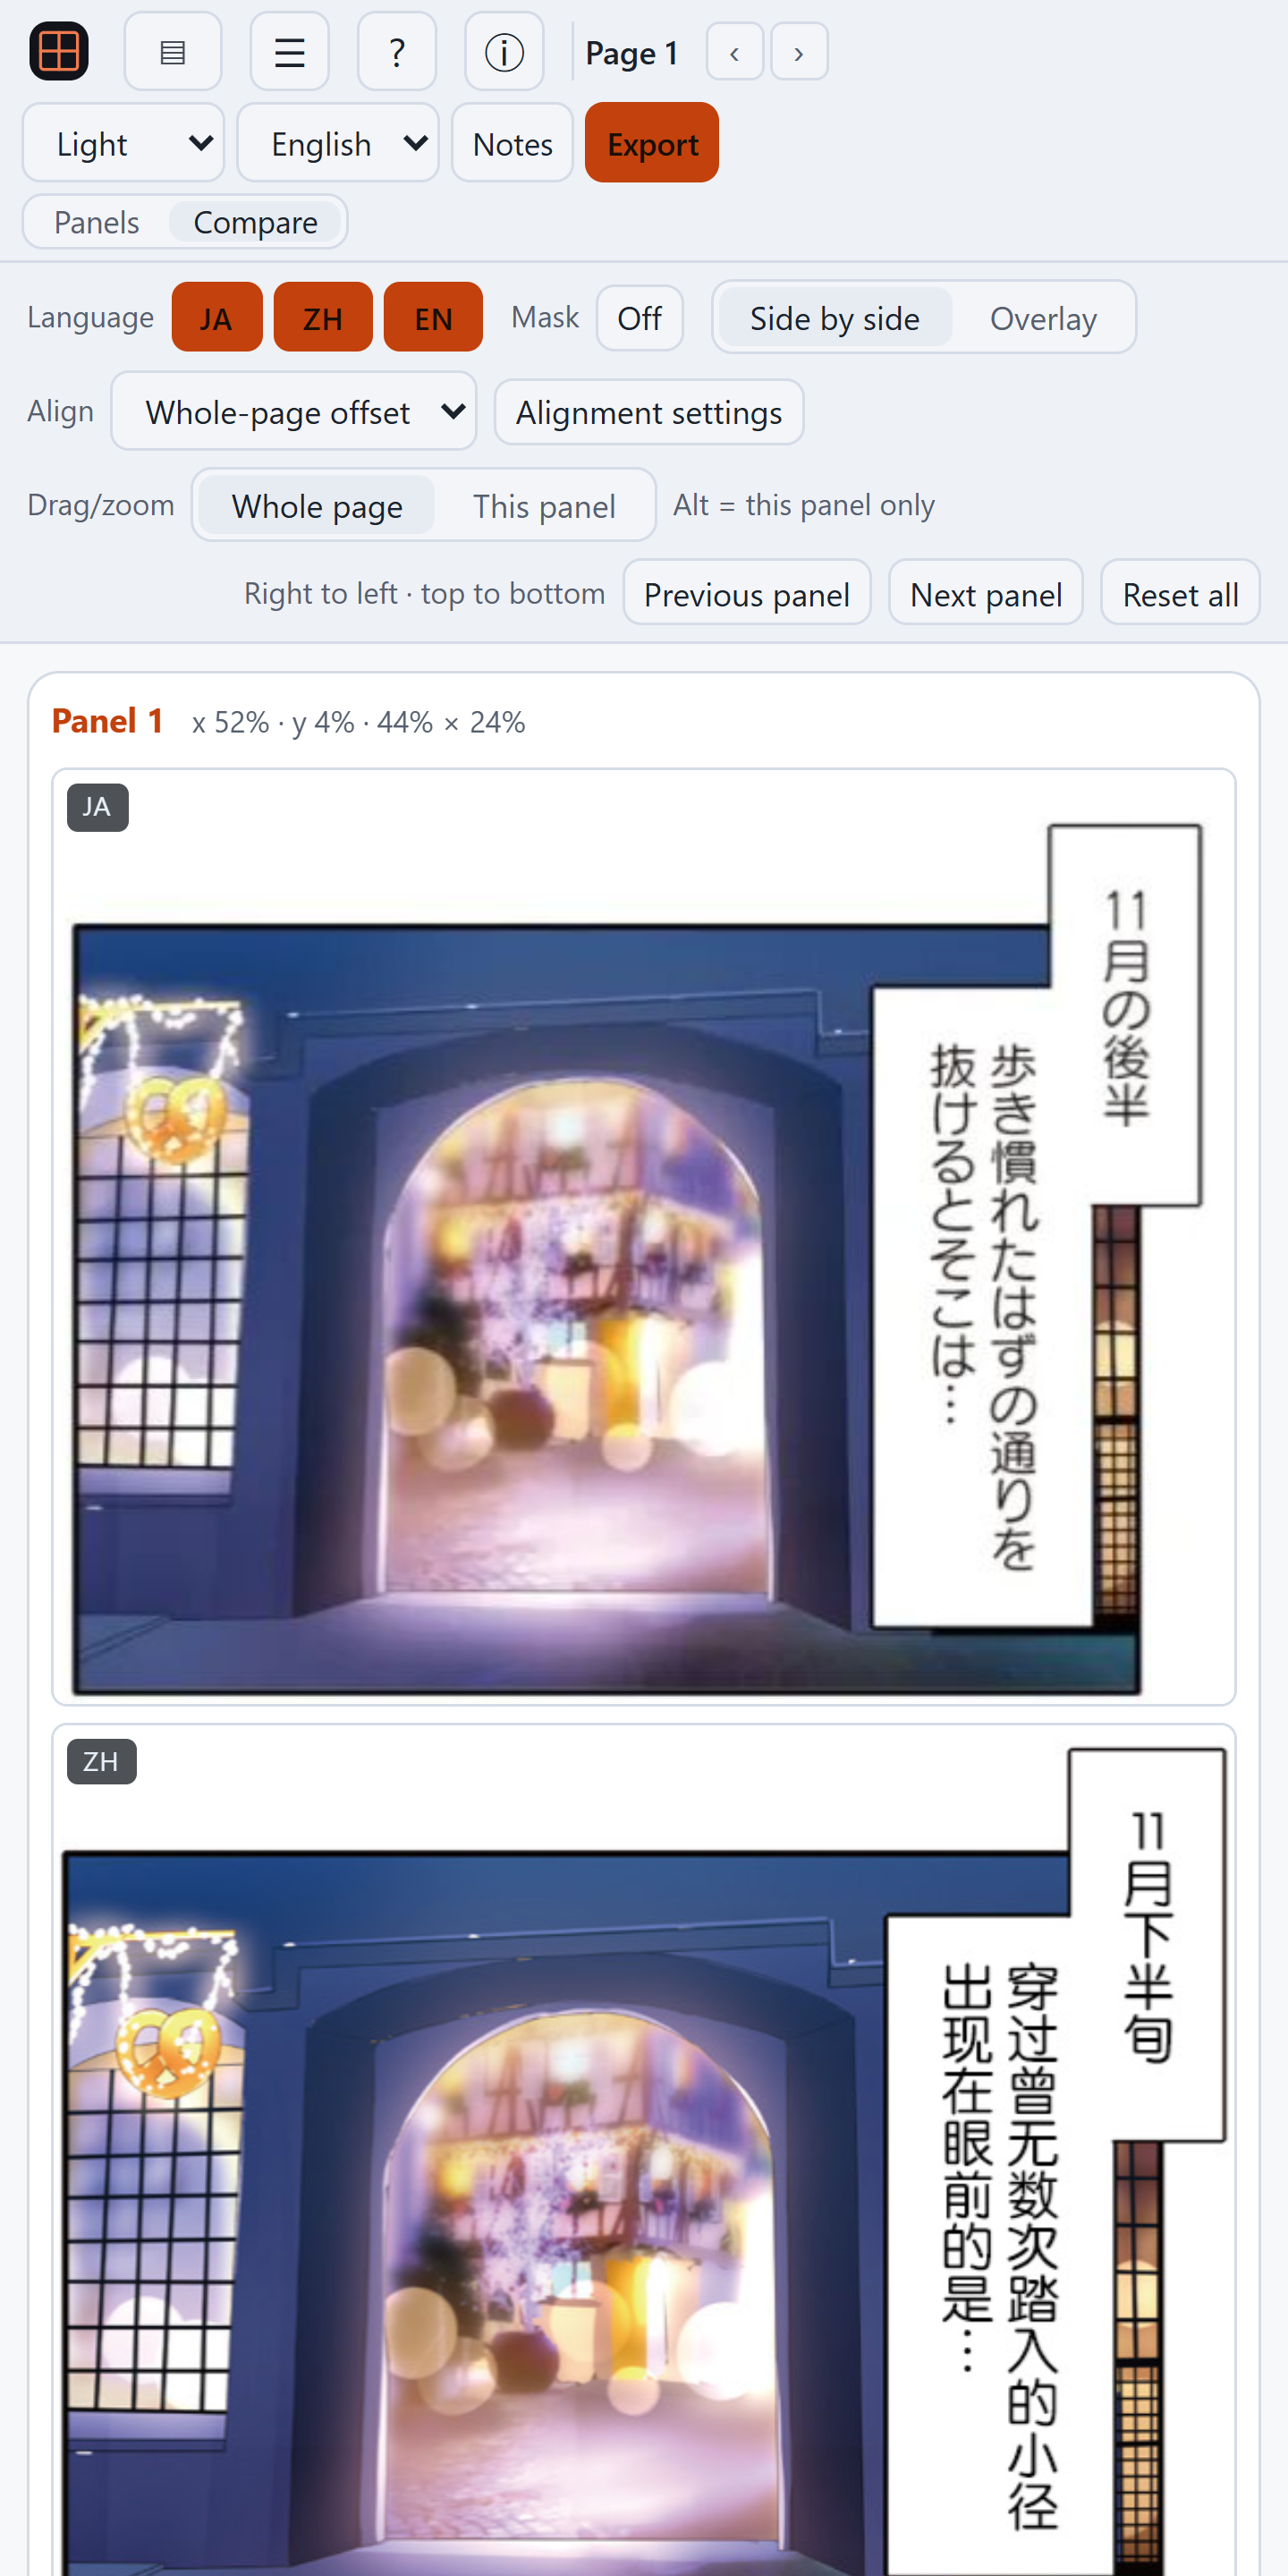 Page 1
Light
English
Notes
Export
Panels
Compare
Language
JA
ZH
EN
Mask
Off
Side by side
Overlay
Align
Whole-page offset
Alignment settings
Drag/zoom
Whole page
This panel
Alt = this panel only
Right to left · top to bottom
Previous panel
Next panel
Reset all
Panel 1
x 52% · y 4% · 44% × 24%
JA
11月の後半
歩き慣れたはずの通りを
抜けるとそこは…
ZH
11月下半旬
穿过曾无数次踏入的小径
出现在眼前的是…